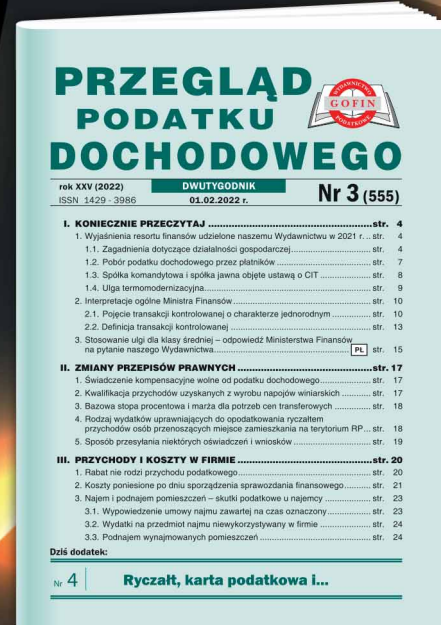 PRZEGLĄD
PODATKU
DOCHODOWEGO
WYDAWNICTWO
GOFIN
PODATKOWE
rok XXV (2022)
DWUTYGODNIK
Nr 3 (555)
ISSN 1429 - 3986
01.02.2022 r.
I. KONIECZNIE PRZECZYTAJ ... str. 4
1. Wyjaśnienia resortu finansów udzielone naszemu Wydawnictwu w 2021 r. .. str. 4
1.1. Zagadnienia dotyczące działalności gospodarczej ... str. 4
1.2. Pobór podatku dochodowego przez płatników ... str. 7
1.3. Spółka komandytowa i spółka jawna objęte ustawą o CIT ... str. 8
1.4. Ulga termomodernizacyjna ... str. 9
2. Interpretacje ogólne Ministra Finansów ... str. 10
2.1. Pojęcie transakcji kontrolowanej o charakterze jednorodnym ... str. 10
2.2. Definicja transakcji kontrolowanej ... str. 13
3. Stosowanie ulgi dla klasy średniej – odpowiedź Ministerstwa Finansów
na pytanie naszego Wydawnictwa ... PL str. 15
II. ZMIANY PRZEPISÓW PRAWNYCH ... str. 17
1. Świadczenie kompensacyjne wolne od podatku dochodowego ... str. 17
2. Kwalifikacja przychodów uzyskanych z wyrobu napojów winiarskich ... str. 17
3. Bazowa stopa procentowa i marża dla potrzeb cen transferowych ... str. 18
4. Rodzaj wydatków uprawniających do opodatkowania ryczałtem
przychodów osób przenoszących miejsce zamieszkania na terytorium RP ... str. 18
5. Sposób przesyłania niektórych oświadczeń i wniosków ... str. 19
III. PRZYCHODY I KOSZTY W FIRMIE ... str. 20
1. Rabat nie rodzi przychodu podatkowego ... str. 20
2. Koszty poniesione po dniu sporządzenia sprawozdania finansowego ... str. 21
3. Najem i podnajem pomieszczeń – skutki podatkowe u najemcy ... str. 23
3.1. Wypowiedzenie umowy najmu zawartej na czas oznaczony ... str. 23
3.2. Wydatki na przedmiot najmu niewykorzystywany w firmie ... str. 24
3.3. Podnajem wynajmowanych pomieszczeń ... str. 24
Dziś dodatek:
Nr 4 Ryczałt, karta podatkowa i...